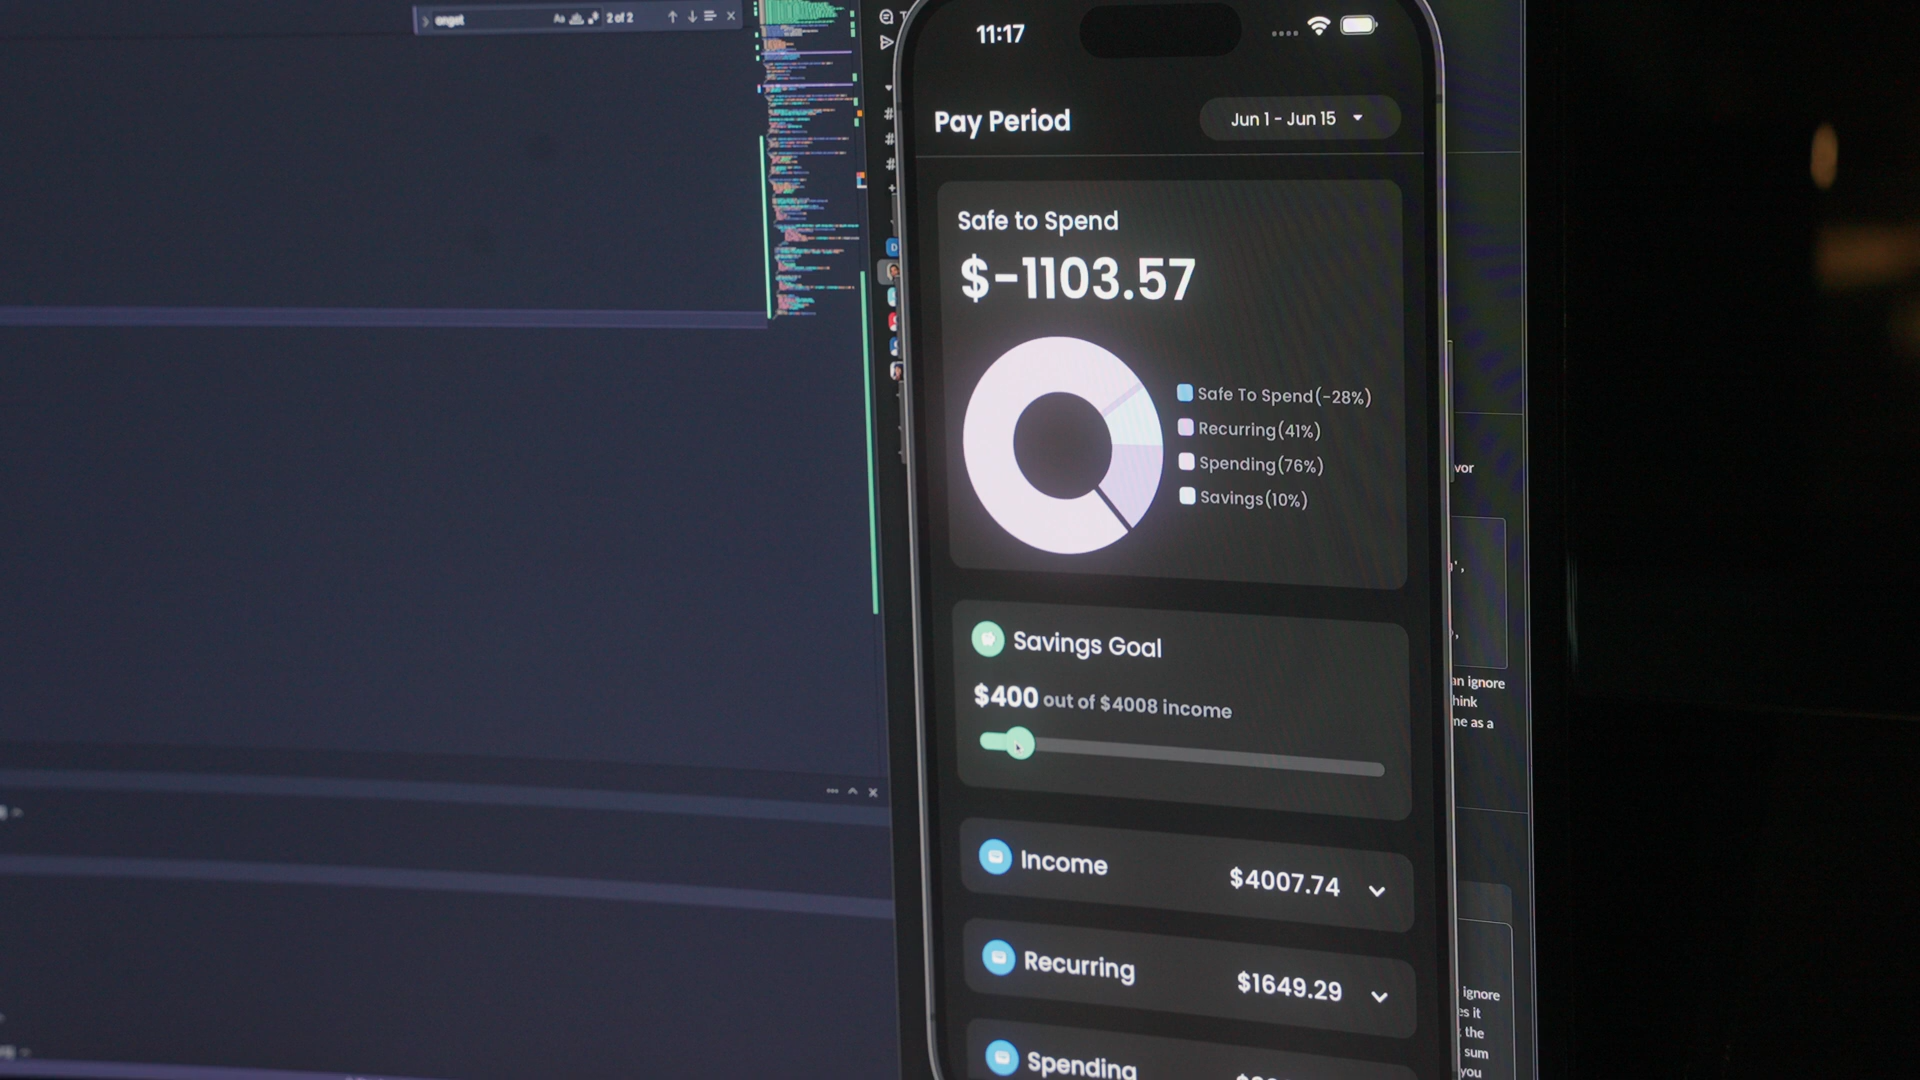 2 of 2
11:17
Pay Period
Jun 1 - Jun 15
Safe to Spend
$-1103.57
Safe To Spend(-28%)
Recurring(41%)
Spending(76%)
Savings(10%)
Savings Goal
$400 out of $4008 income
Income
$4007.74
Recurring
$1649.29
Spending
vor
an ignore
hink
me as a
ignore
es it
the
sum
you